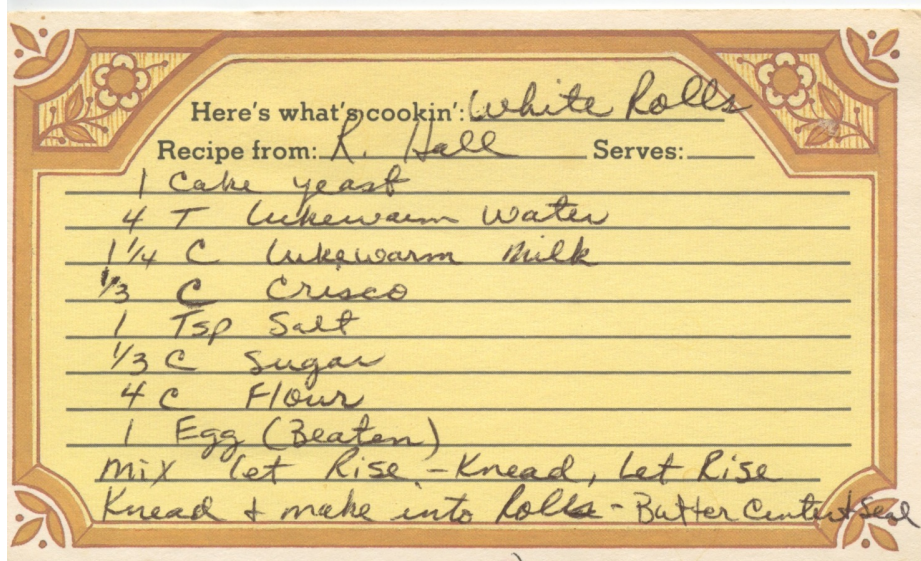 Here's what's cookin': White Rolls
Recipe from: R. Hall Serves:
1 Cake yeast
4 T lukewarm water
1 1/4 C lukewarm Milk
1/3 C Crisco
1 Tsp Salt
1/3 C Sugar
4 C Flour
1 Egg (Beaten)
Mix let Rise - Knead, Let Rise
Knead & make into Rolls - Butter Center & Seal